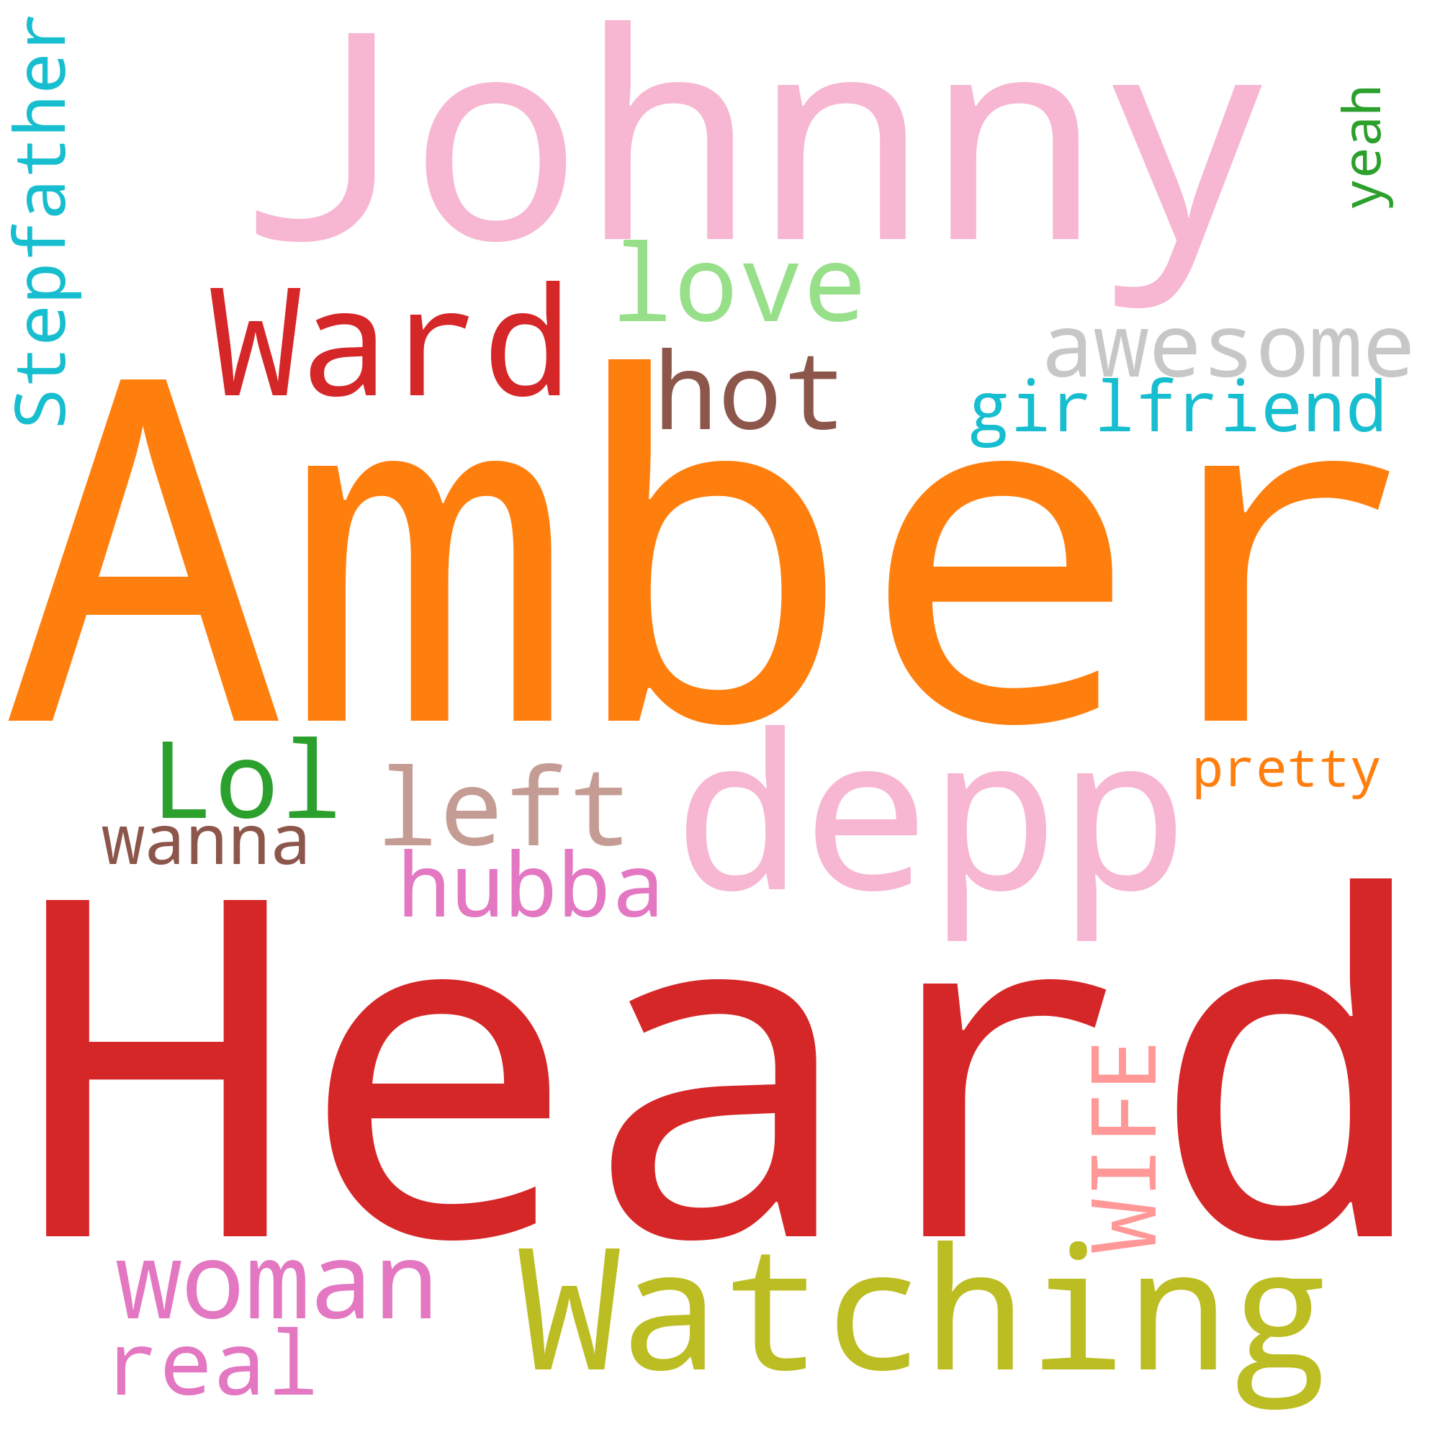 Stepfather
Johnny
yeah
love
Ward
awesome
hot
girlfriend
Amber
Lol
left
depp
pretty
wanna
hubba
Heard
WIFE
woman
Watching
real